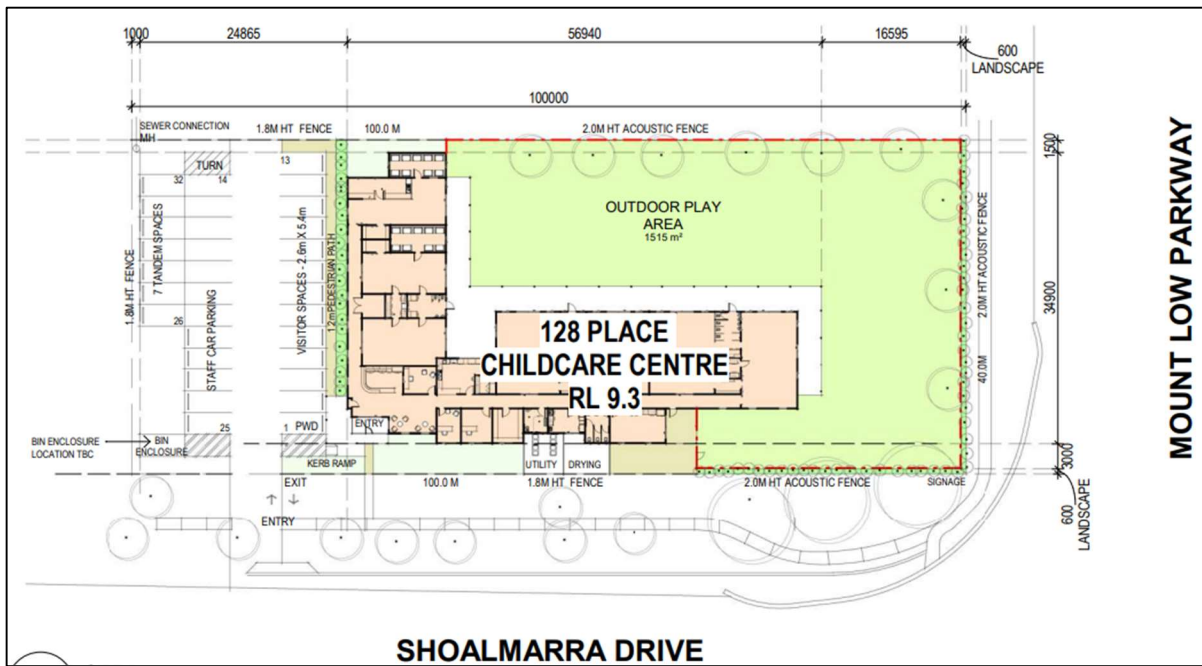 1000 24865 56940 16595
600
LANDSCAPE
100000
SEWER CONNECTION
MH
1.8M HT FENCE
100.0 M
2.0M HT ACOUSTIC FENCE
1500
TURN
13
32 14
OUTDOOR PLAY
AREA
1515 m²
7 TANDEM SPACES
1.8M HT FENCE
VISITOR SPACES - 2.6m X 5.4m
1.2m PEDESTRIAN PATH
2.0M HT ACOUSTIC FENCE
34900
MOUNT LOW PARKWAY
26
STAFF CAR PARKING
128 PLACE
CHILDCARE CENTRE
RL 9.3
40.0M
25
1 PWD
ENTRY
BIN ENCLOSURE
LOCATION TBC
BIN
ENCLOSURE
KERB RAMP
UTILITY DRYING
3000
EXIT
100.0 M
1.8M HT FENCE
2.0M HT ACOUSTIC FENCE
SIGNAGE
600
LANDSCAPE
ENTRY
SHOALMARRA DRIVE